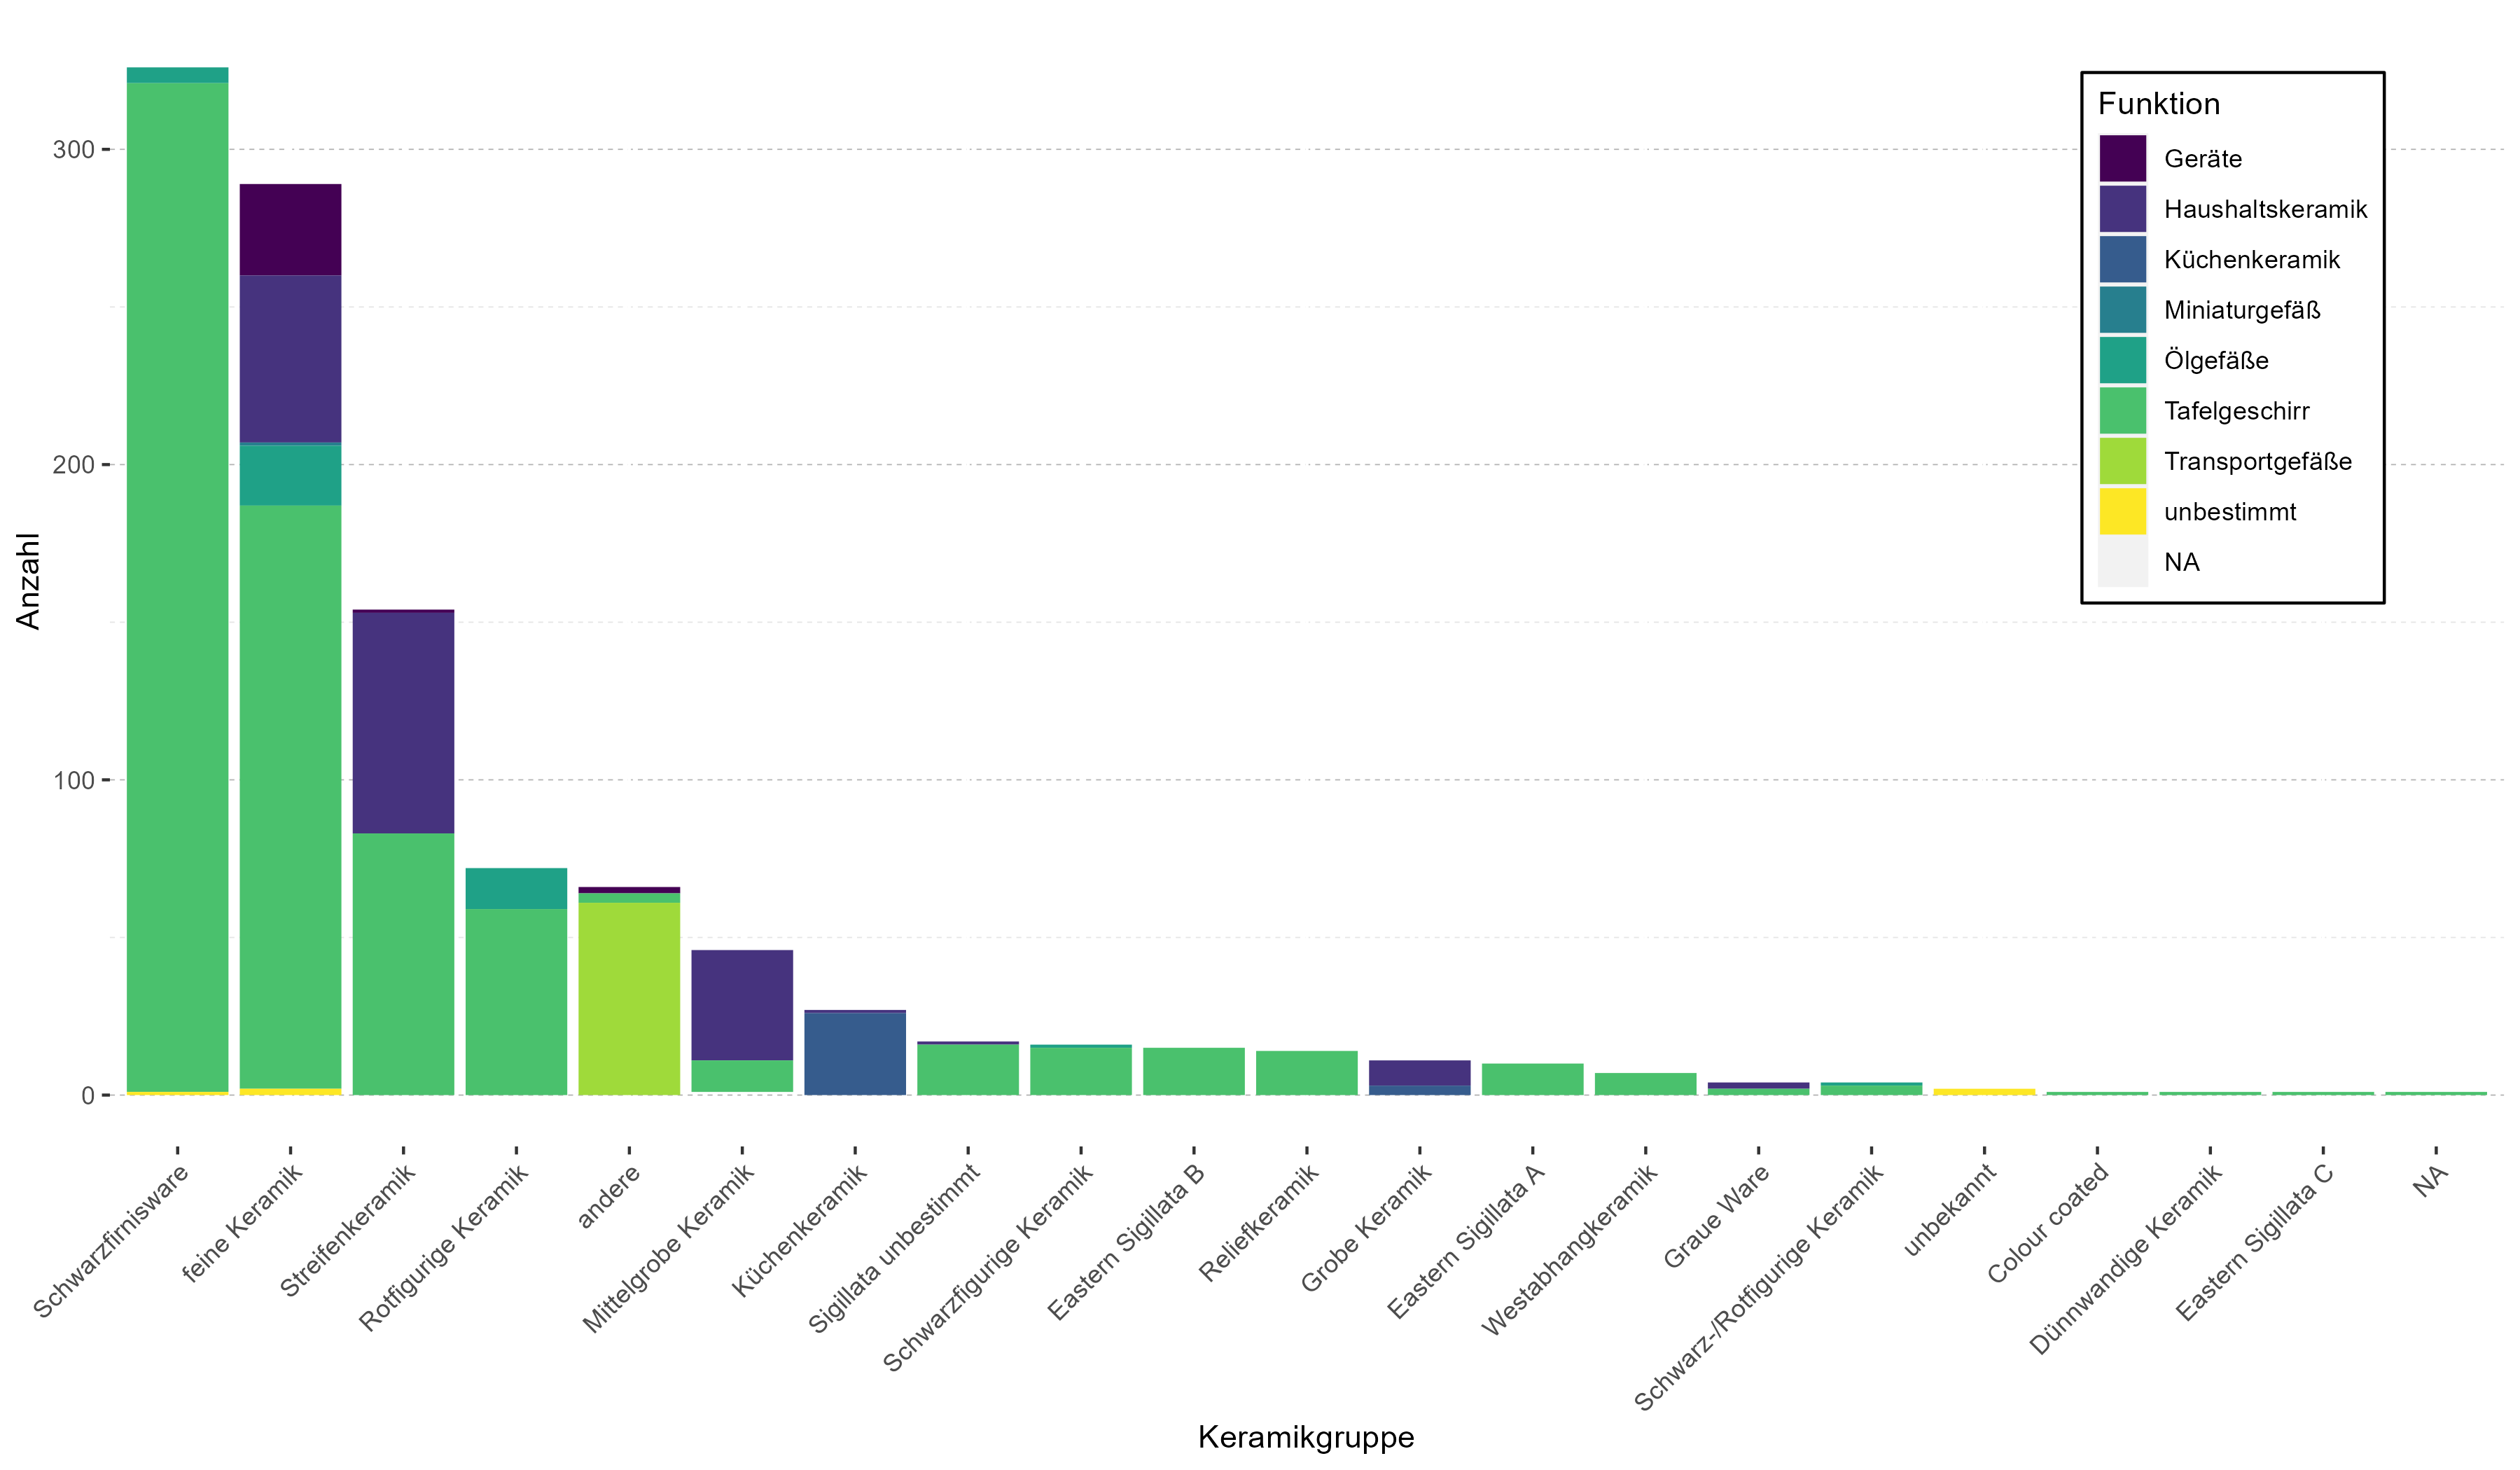 Anzahl
300
200
100
0
Funktion
Geräte
Haushaltskeramik
Küchenkeramik
Miniaturgefäß
Ölgefäße
Tafelgeschirr
Transportgefäße
unbestimmt
NA
Schwarzfirnisware
feine Keramik
Streifenkeramik
Rotfigurige Keramik
andere
Mittelgrobe Keramik
Küchenkeramik
Sigillata unbestimmt
Schwarzfigurige Keramik
Eastern Sigillata B
Reliefkeramik
Grobe Keramik
Eastern Sigillata A
Westabhangkeramik
Graue Ware
Schwarz-/Rotfigurige Keramik
unbekannt
Colour coated
Dünnwandige Keramik
Eastern Sigillata C
NA
Keramikgruppe